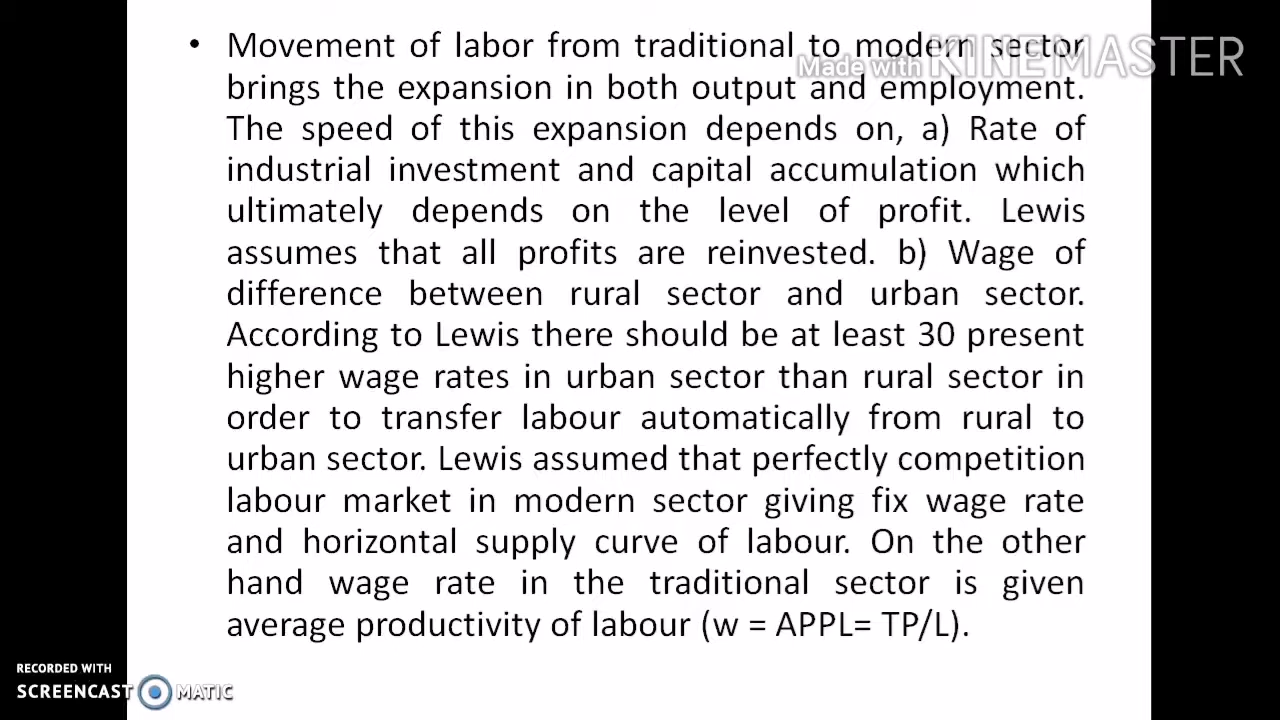 • Movement of labor from traditional to modern sector
Made with KINEMASTER
brings the expansion in both output and employment.
The speed of this expansion depends on, a) Rate of
industrial investment and capital accumulation which
ultimately depends on the level of profit. Lewis
assumes that all profits are reinvested. b) Wage of
difference between rural sector and urban sector.
According to Lewis there should be at least 30 present
higher wage rates in urban sector than rural sector in
order to transfer labour automatically from rural to
urban sector. Lewis assumed that perfectly competition
labour market in modern sector giving fix wage rate
and horizontal supply curve of labour. On the other
hand wage rate in the traditional sector is given
average productivity of labour (w = APPL= TP/L).
RECORDED WITH
SCREENCAST MATIC